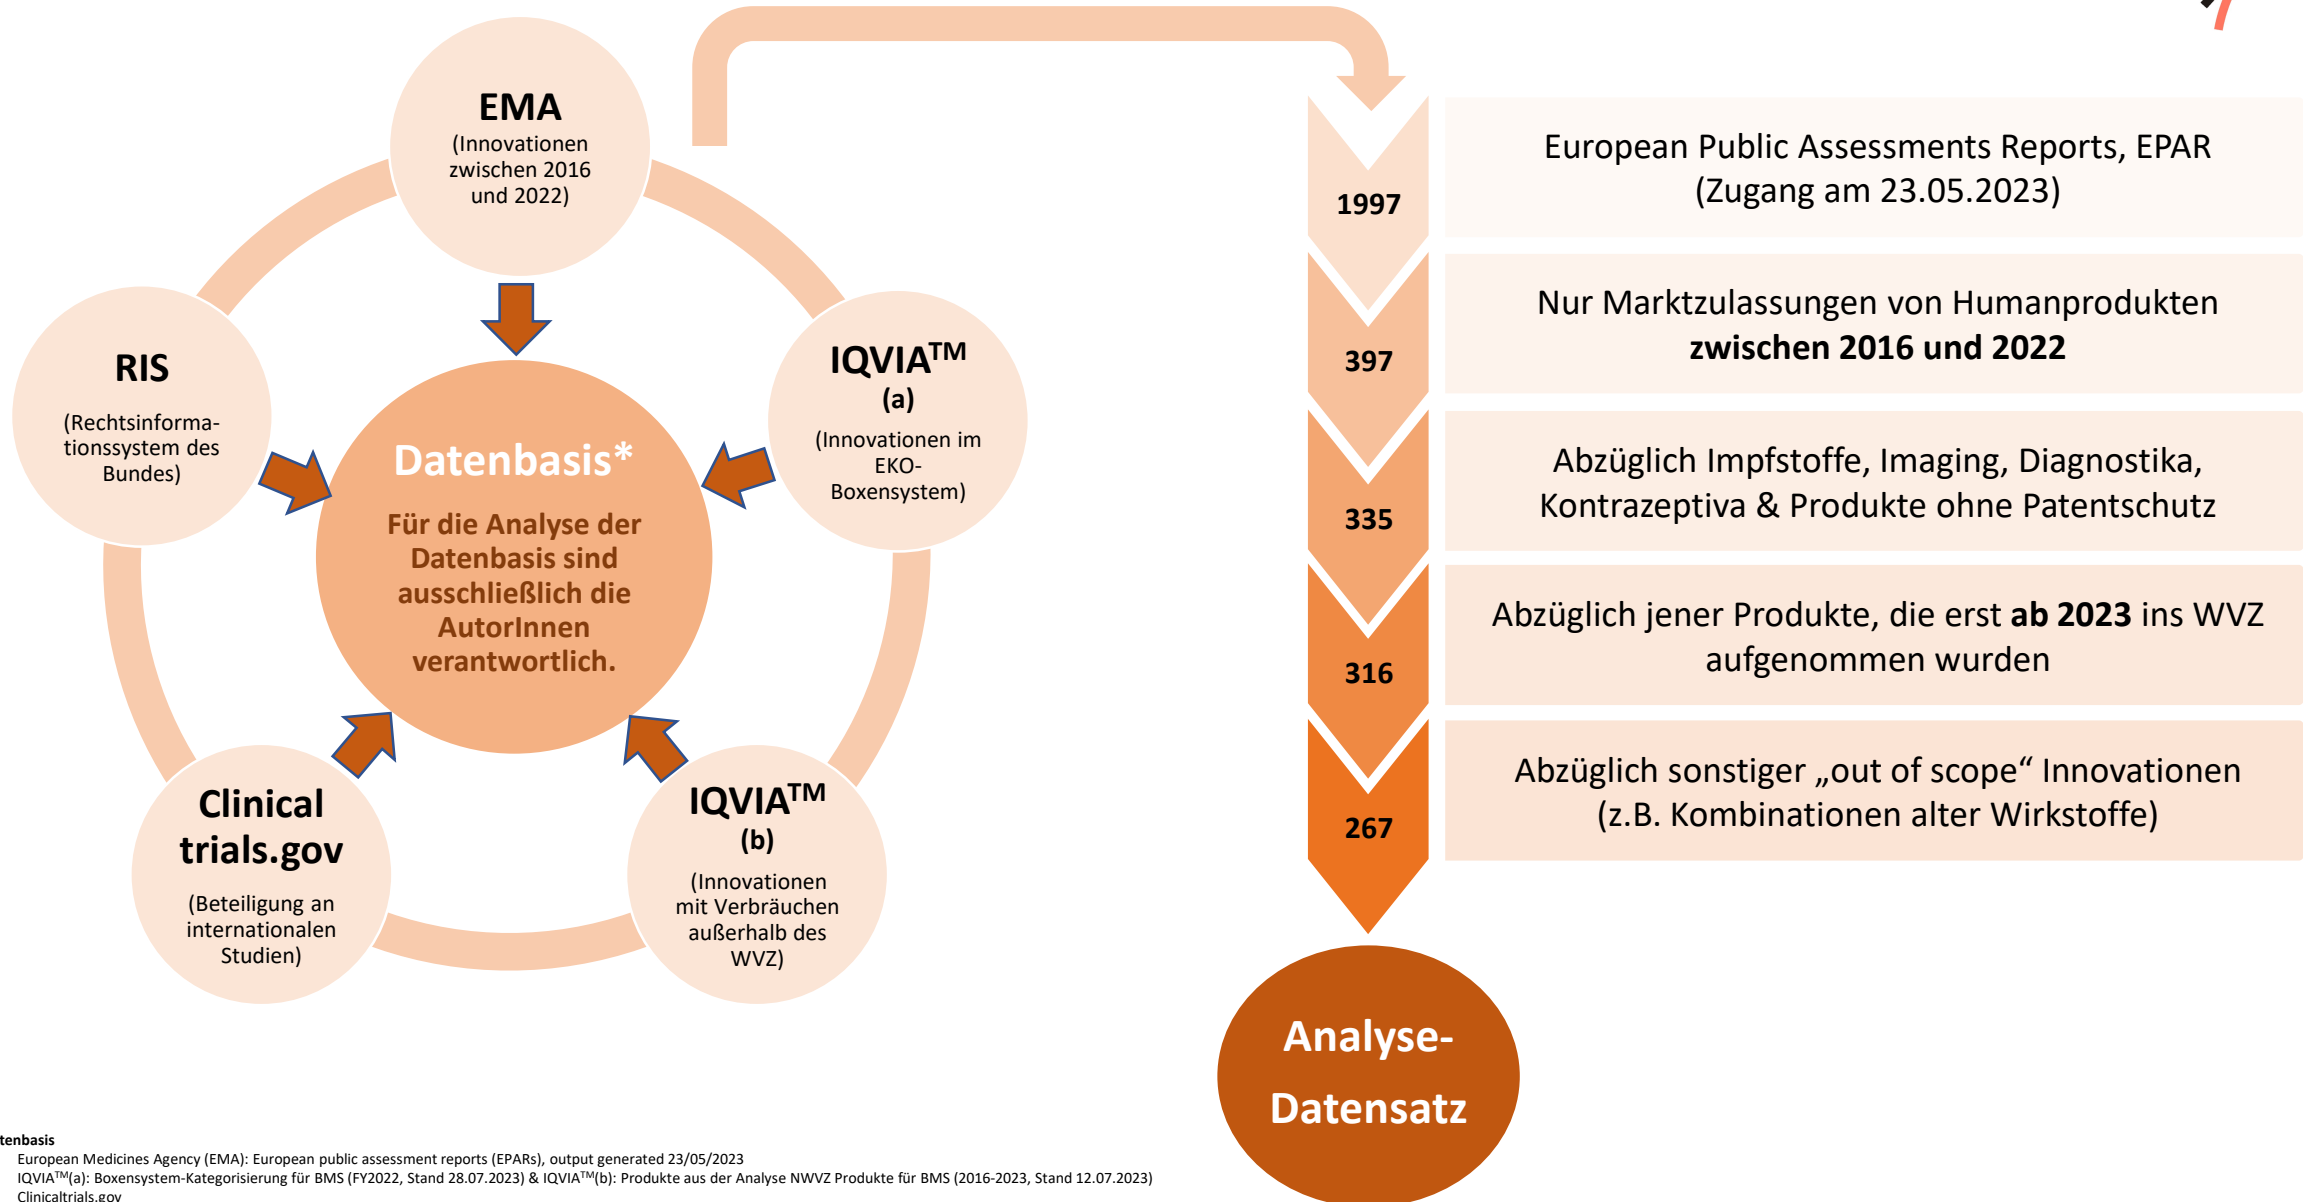 EMA
(Innovationen
zwischen 2016
und 2022)
RIS
(Rechtsinforma-
tionssystem des
Bundes)
IQVIA™
(a)
(Innovationen im
EKO-
Boxensystem)
Datenbasis*
Für die Analyse der
Datenbasis sind
ausschließlich die
AutorInnen
verantwortlich.
Clinical
trials.gov
(Beteiligung an
internationalen
Studien)
IQVIA™
(b)
(Innovationen
mit Verbräuchen
außerhalb des
WVZ)
1997
European Public Assessments Reports, EPAR
(Zugang am 23.05.2023)
397
Nur Marktzulassungen von Humanprodukten
zwischen 2016 und 2022
335
Abzüglich Impfstoffe, Imaging, Diagnostika,
Kontrazeptiva & Produkte ohne Patentschutz
316
Abzüglich jener Produkte, die erst ab 2023 ins WVZ
aufgenommen wurden
267
Abzüglich sonstiger „out of scope“ Innovationen
(z.B. Kombinationen alter Wirkstoffe)
Analyse-
Datensatz
tenbasis
European Medicines Agency (EMA): European public assessment reports (EPARs), output generated 23/05/2023
IQVIA™(a): Boxensystem-Kategorisierung für BMS (FY2022, Stand 28.07.2023) & IQVIA™(b): Produkte aus der Analyse NWVZ Produkte für BMS (2016-2023, Stand 12.07.2023)
Clinicaltrials.gov